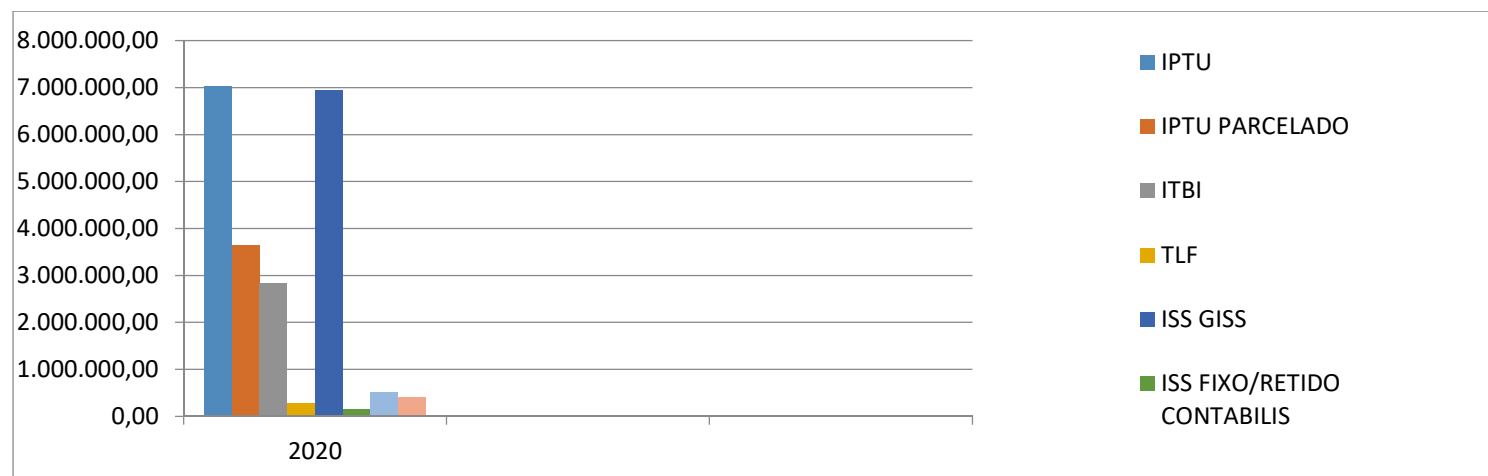 8.000.000,00
7.000.000,00
6.000.000,00
5.000.000,00
4.000.000,00
3.000.000,00
2.000.000,00
1.000.000,00
0,00
2020
IPTU
IPTU PARCELADO
ITBI
TLF
ISS GISS
ISS FIXO/RETIDO
CONTABILIS